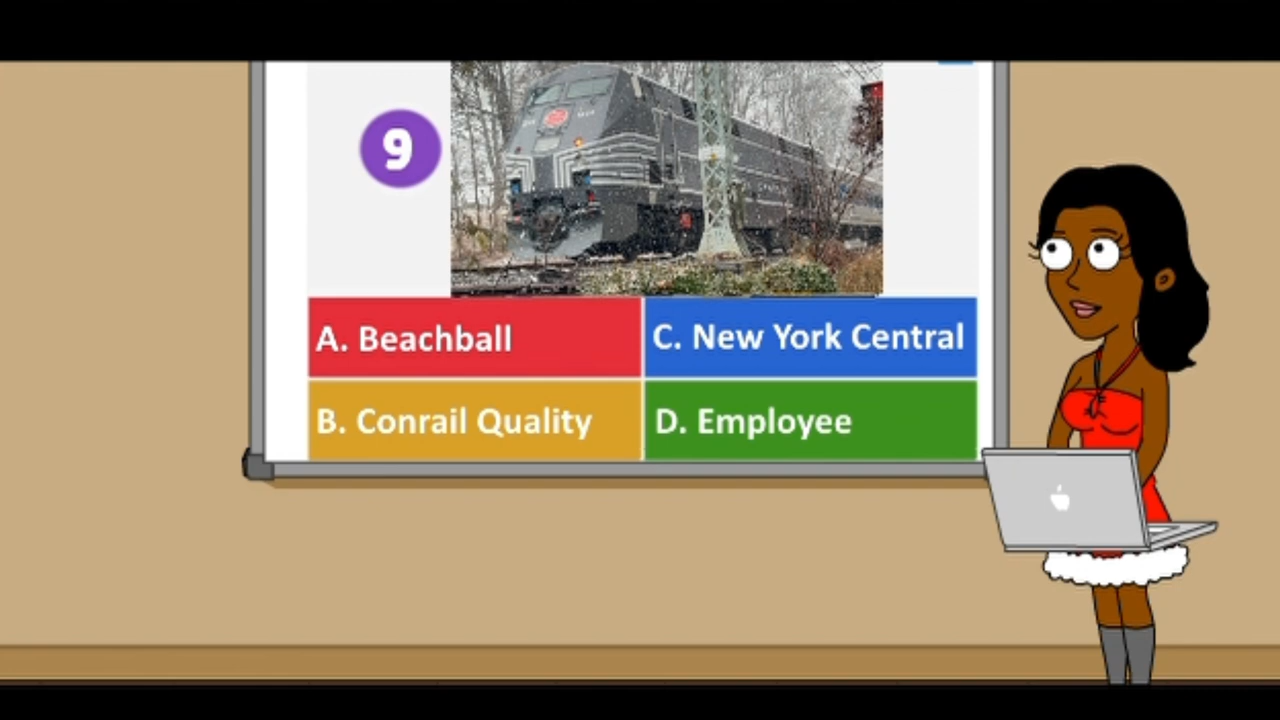 9
A. Beachball
C. New York Central
B. Conrail Quality
D. Employee